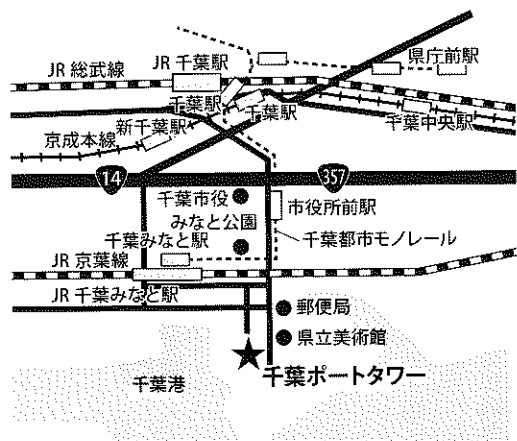 県庁前駅
JR 総武線
JR 千葉駅
千葉駅
千葉駅
千葉中央駅
新千葉駅
京成本線
14
357
千葉市役
市役所前駅
みなと公園
千葉都市モノレール
千葉みなと駅
JR 京葉線
JR 千葉みなと駅
郵便局
県立美術館
千葉ポートタワー
千葉港